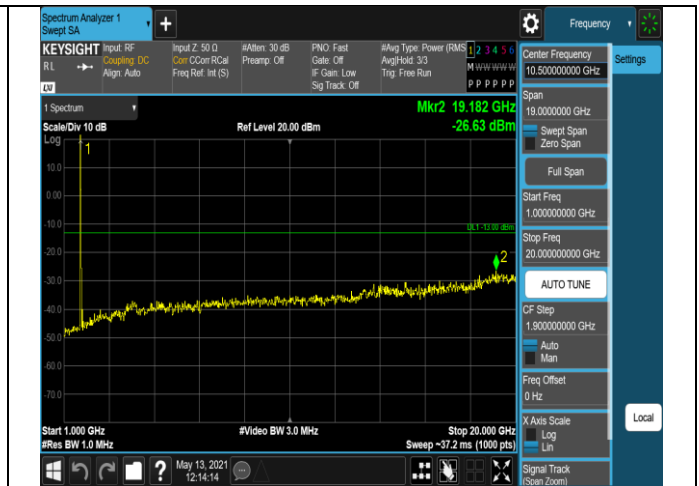 Spectrum Analyzer 1
Swept SA
+
Frequency
KEYSIGHT
RL
LXI
Input: RF
Coupling: DC
Align: Auto
Input Z: 50 Ω
Corr CCorr RCal
Freq Ref: Int (S)
#Atten: 30 dB
Preamp: Off
PNO: Fast
Gate: Off
IF Gain: Low
Sig Track: Off
#Avg Type: Power (RMS
Avg|Hold: 3/3
Trig: Free Run
1 2 3 4 5 6
M W W W W W
P P P P P P
1 Spectrum
Mkr2 19.182 GHz
-26.63 dBm
Scale/Div 10 dB
Ref Level 20.00 dBm
Log
1
10.0
0.00
-10.0
DL1 -13.00 dBm
-20.0
2
-30.0
-40.0
-50.0
-60.0
-70.0
Start 1.000 GHz
#Video BW 3.0 MHz
Stop 20.000 GHz
#Res BW 1.0 MHz
Sweep ~37.2 ms (1000 pts)
?
May 13, 2021
12:14:14
Center Frequency
10.500000000 GHz
Settings
Span
19.0000000 GHz
Swept Span
Zero Span
Full Span
Start Freq
1.000000000 GHz
Stop Freq
20.000000000 GHz
AUTO TUNE
CF Step
1.900000000 GHz
Auto
Man
Freq Offset
0 Hz
X Axis Scale
Log
Lin
Local
Signal Track
(Span Zoom)